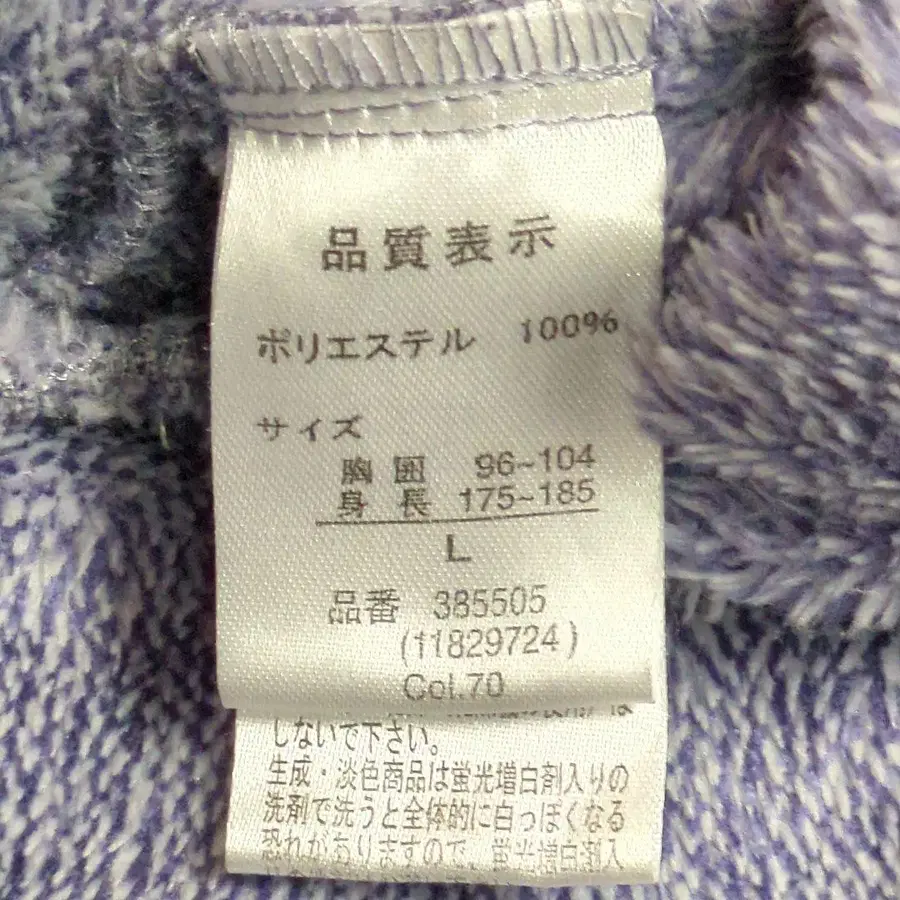 品質表示
ポリエステル 100%
サイズ
胸囲 96~104
身長 175~185
L
品番 385505
(11829724)
Col.70
しないで下さい。
生成・淡色商品は蛍光増白剤入りの
洗剤で洗うと全体的に白っぽくなる
恐れがありますので、蛍光増白剤入